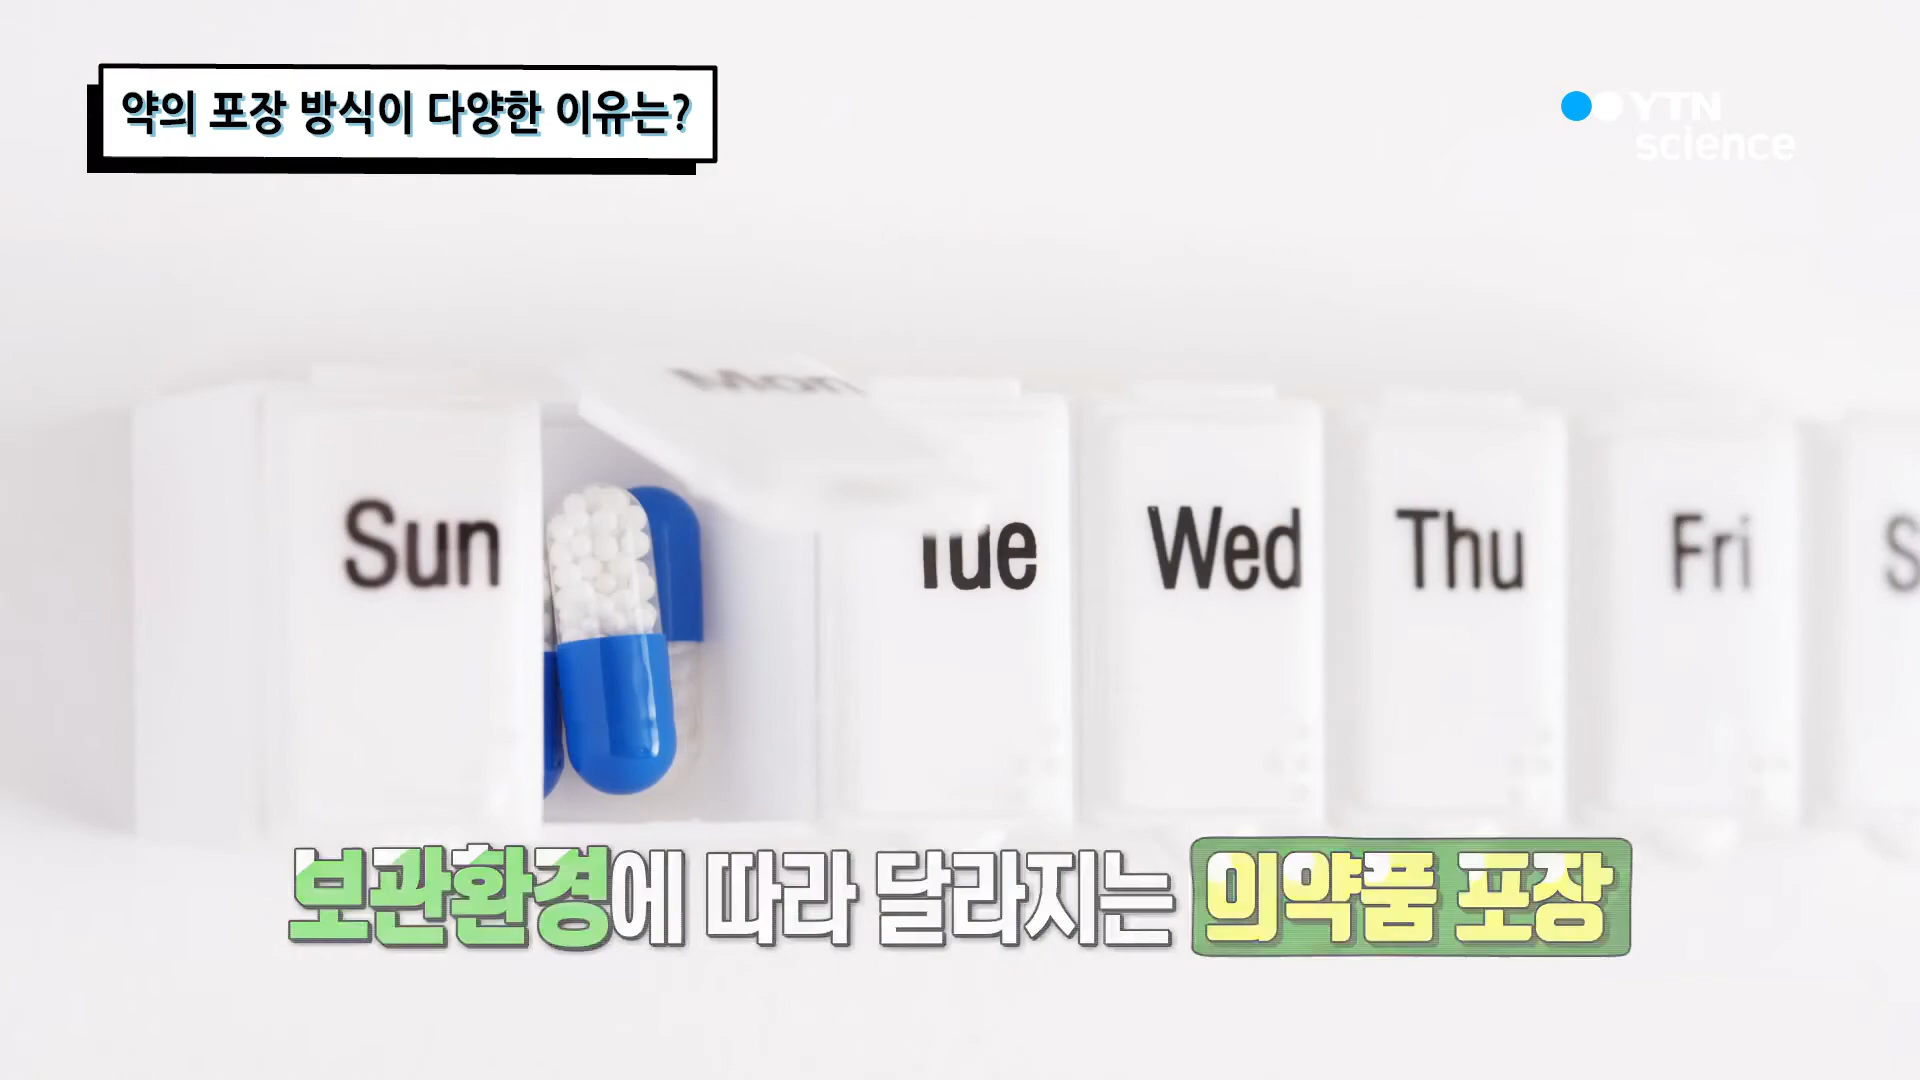 약의 포장 방식이 다양한 이유는?
YTN
science
Mon
Sun
Tue
Wed
Thu
Fri
S
보관환경에 따라 달라지는 의약품 포장